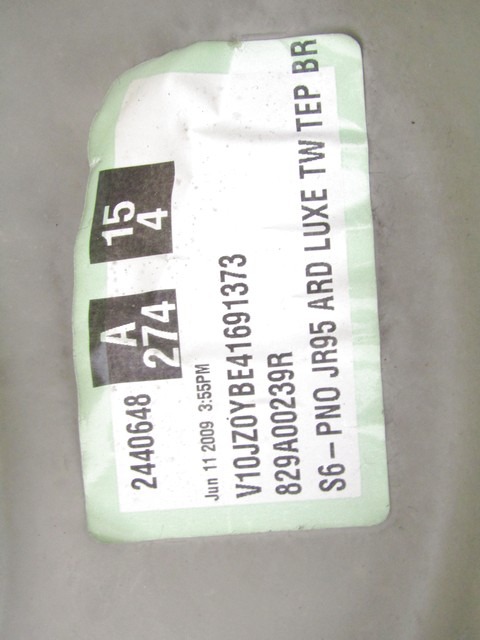 2440648 A 274 15 4
Jun 11 2009 3:55PM
V10JZ0YBE41691373
829A00239R
S6-PNO JR95 ARD LUXE TW TEP BR